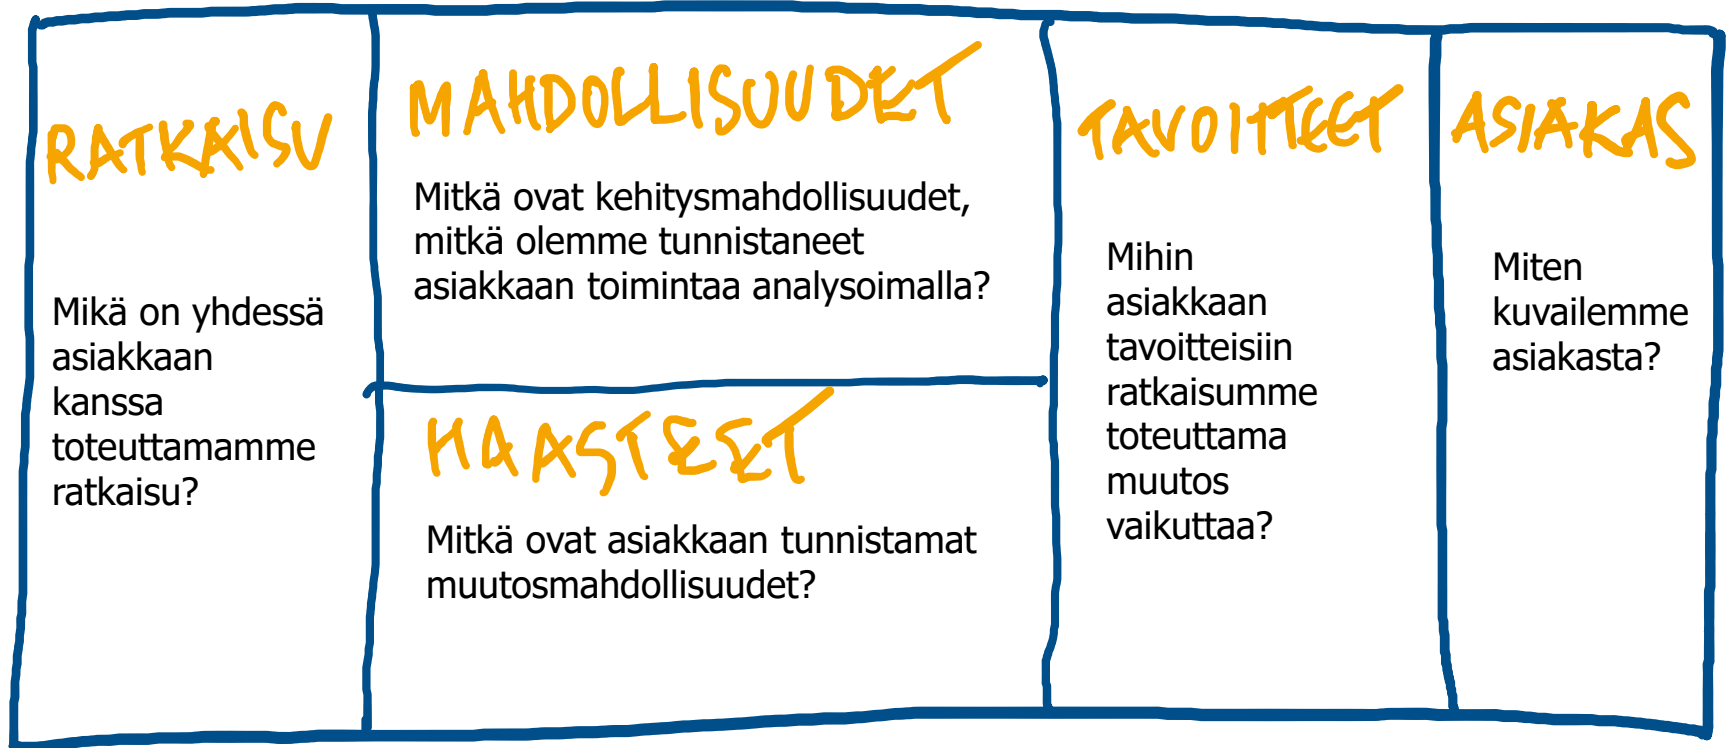 RATKAISU
Mikä on yhdessä
asiakkaan
kanssa
toteuttamamme
ratkaisu?
MAHDOLLISUUDET
Mitkä ovat kehitysmahdollisuudet,
mitkä olemme tunnistaneet
asiakkaan toimintaa analysoimalla?
HAASTEET
Mitkä ovat asiakkaan tunnistamat
muutosmahdollisuudet?
TAVOITTEET
Mihin
asiakkaan
tavoitteisiin
ratkaisumme
toteuttama
muutos
vaikuttaa?
ASIAKAS
Miten
kuvailemme
asiakasta?